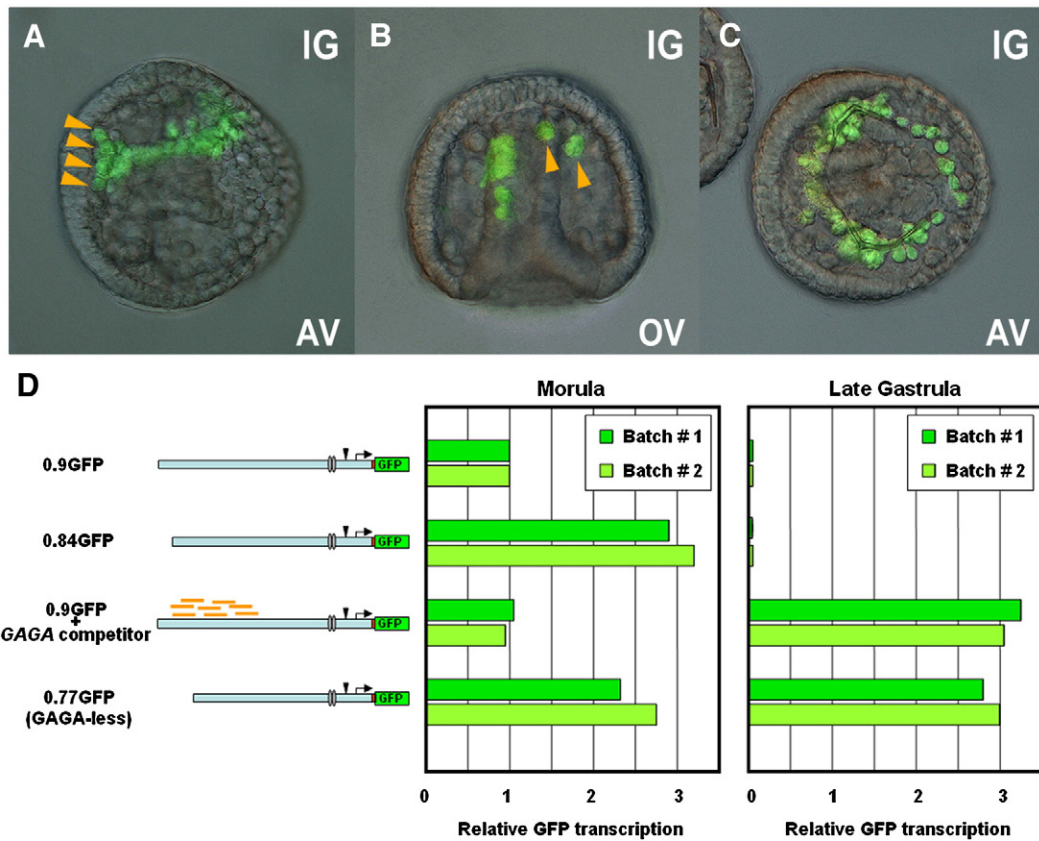 A
IG
AV
B
IG
OV
C
IG
AV
D
Morula
Late Gastrula
Batch # 1
Batch # 2
Batch # 1
Batch # 2
0.9GFP
GFP
0.84GFP
GFP
0.9GFP
+
GAGA competitor
GFP
0.77GFP
(GAGA-less)
GFP
0 1 2 3
0 1 2 3
Relative GFP transcription
Relative GFP transcription